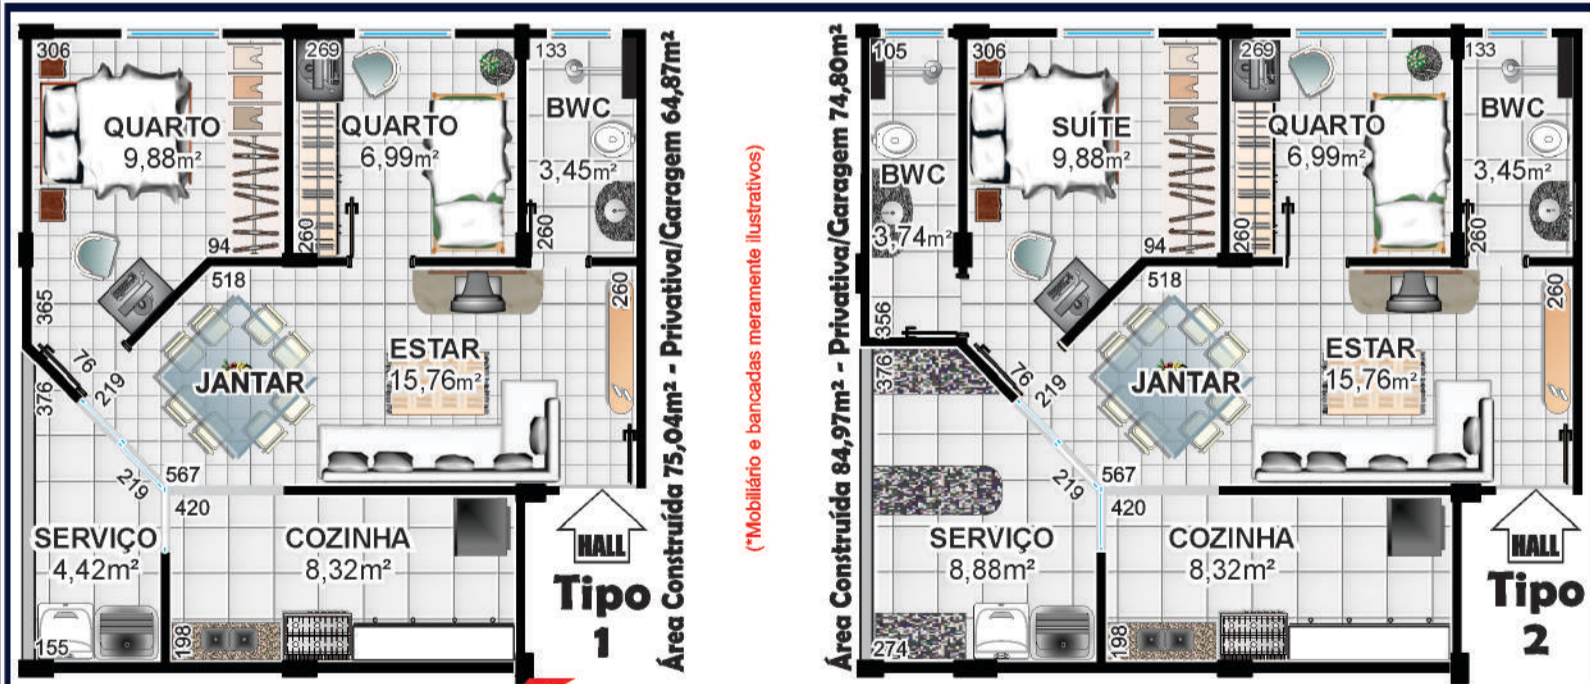 306
QUARTO
9,88m²
94
365
269
QUARTO
6,99m²
260
133
BWC
3,45m²
260
518
JANTAR
ESTAR
15,76m²
260
76
219
376
219
567
420
SERVIÇO
4,42m²
155
COZINHA
8,32m²
198
HALL
Tipo
1
Área Construída 75,04m² - Privativa/Garagem 64,87m²
(*Mobiliário e bancadas meramente ilustrativos)
Área Construída 84,97m² - Privativa/Garagem 74,80m²
105
BWC
3,74m²
356
306
SUÍTE
9,88m²
94
269
QUARTO
6,99m²
260
133
BWC
3,45m²
260
518
JANTAR
ESTAR
15,76m²
260
76
219
376
219
567
420
SERVIÇO
8,88m²
274
COZINHA
8,32m²
198
HALL
Tipo
2